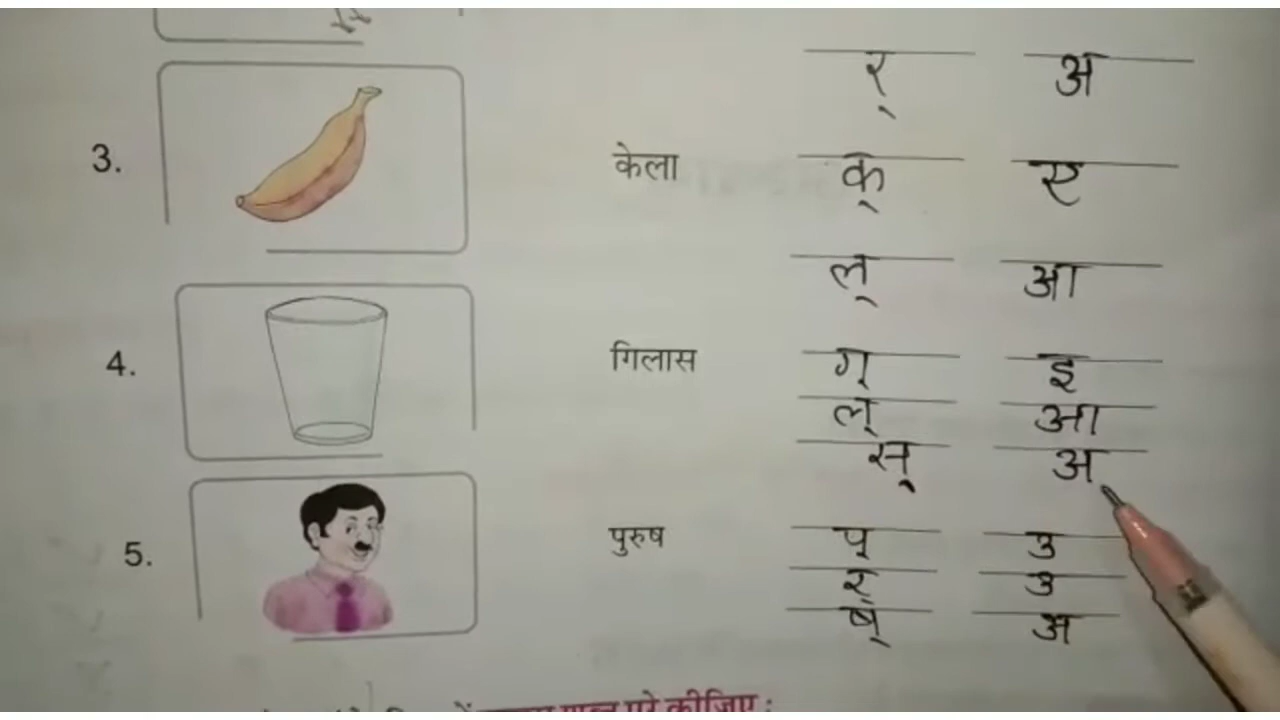 र् अ
3. केला क् ए
ल् आ
4. गिलास ग् इ
ल् आ
स् अ
5. पुरुष प् उ
र् उ
ष् अ
पूरे कीजिए :